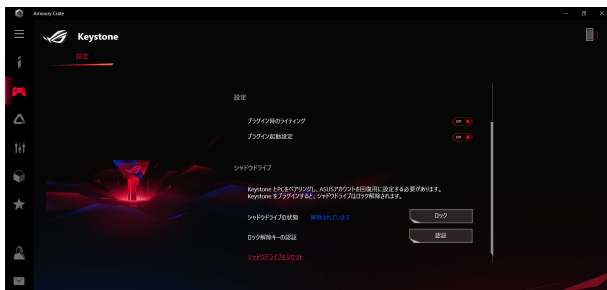 Armoury Crate
Keystone
設定
設定
プラグイン時のライティング
プラグイン起動設定
シャドウドライブ
Keystone とPCをペアリングし、ASUSアカウントを回復用に設定する必要があります。
Keystone をプラグインすると、シャドウドライブはロック解除されます。
シャドウドライブの状態 解除されています ロック
ロック解除キーの認証 認証
シャドウドライブをリセット